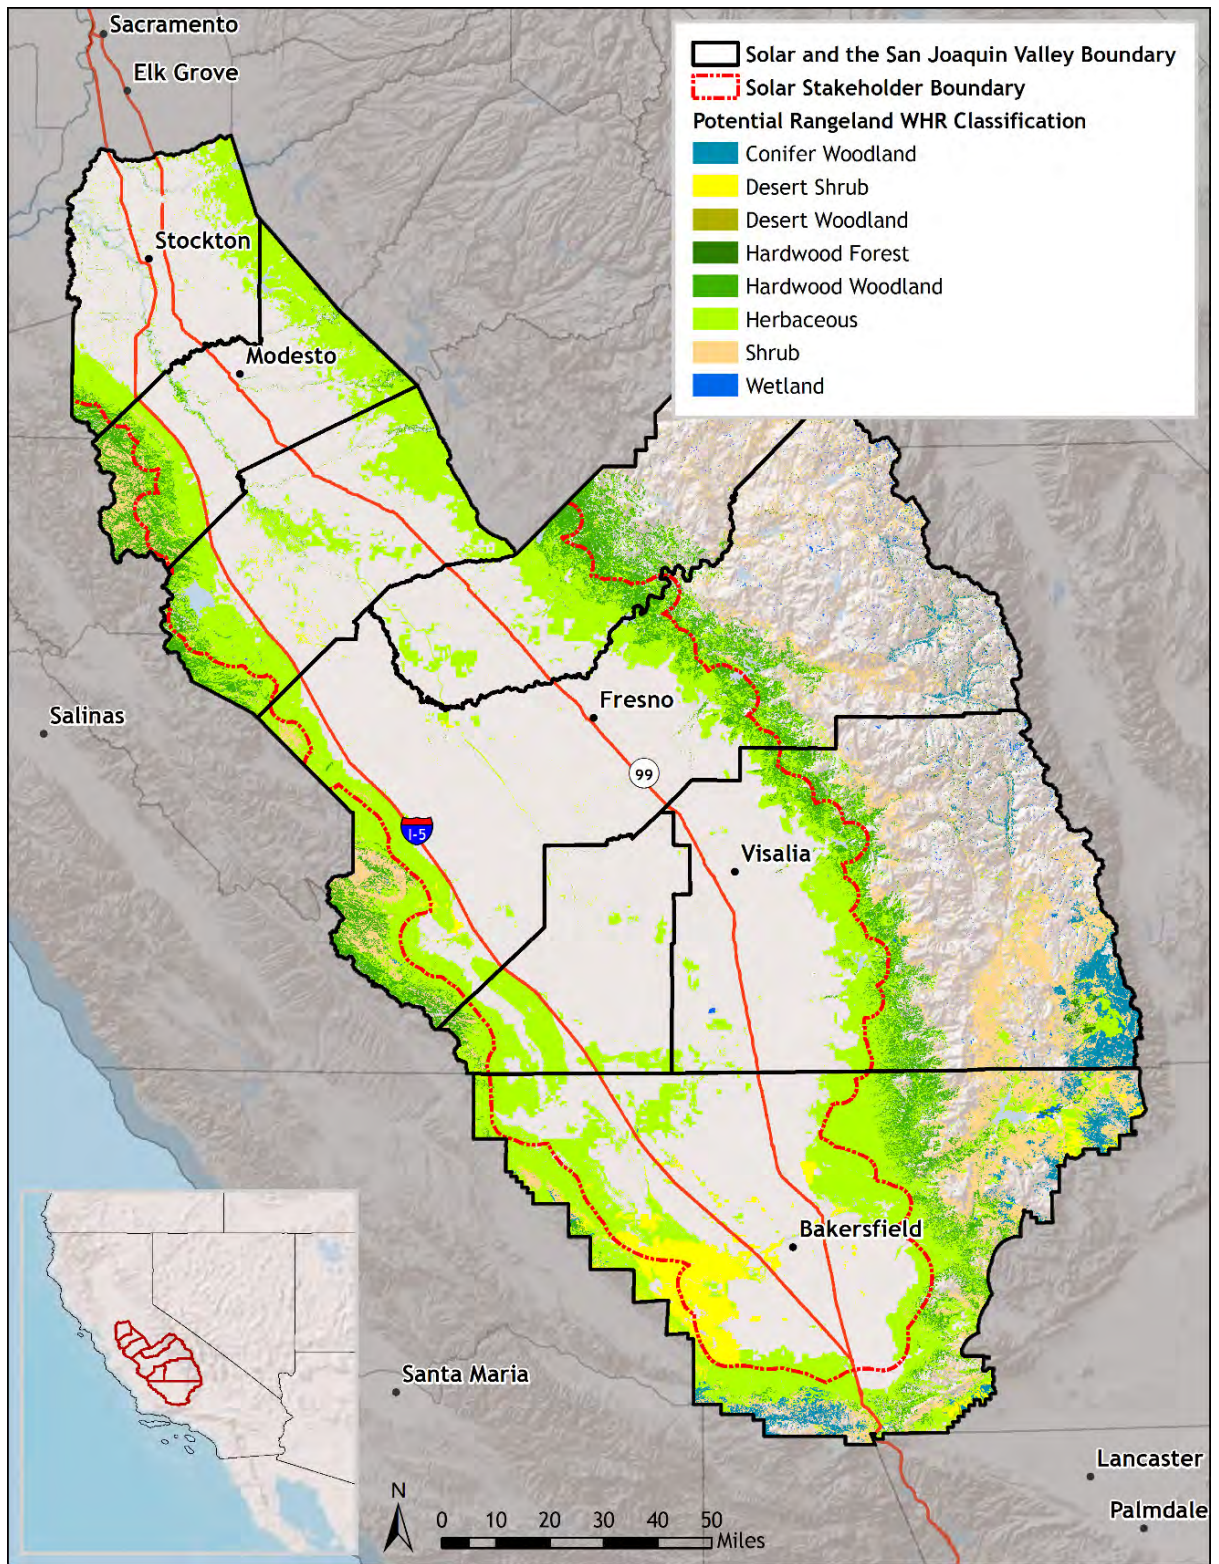 Sacramento
Elk Grove
Solar and the San Joaquin Valley Boundary
Solar Stakeholder Boundary
Potential Rangeland WHR Classification
Conifer Woodland
Desert Shrub
Desert Woodland
Hardwood Forest
Hardwood Woodland
Herbaceous
Shrub
Wetland
Stockton
Modesto
Salinas
Fresno
99
I-5
Visalia
Bakersfield
Santa Maria
Lancaster
Palmdale
N
0 10 20 30 40 50
Miles